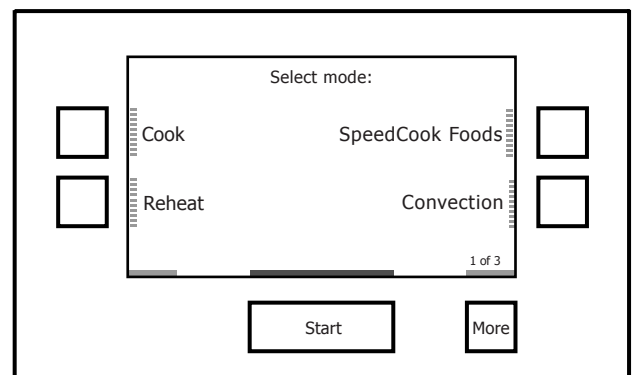 Select mode:
Cook SpeedCook Foods
Reheat Convection
1 of 3
Start More